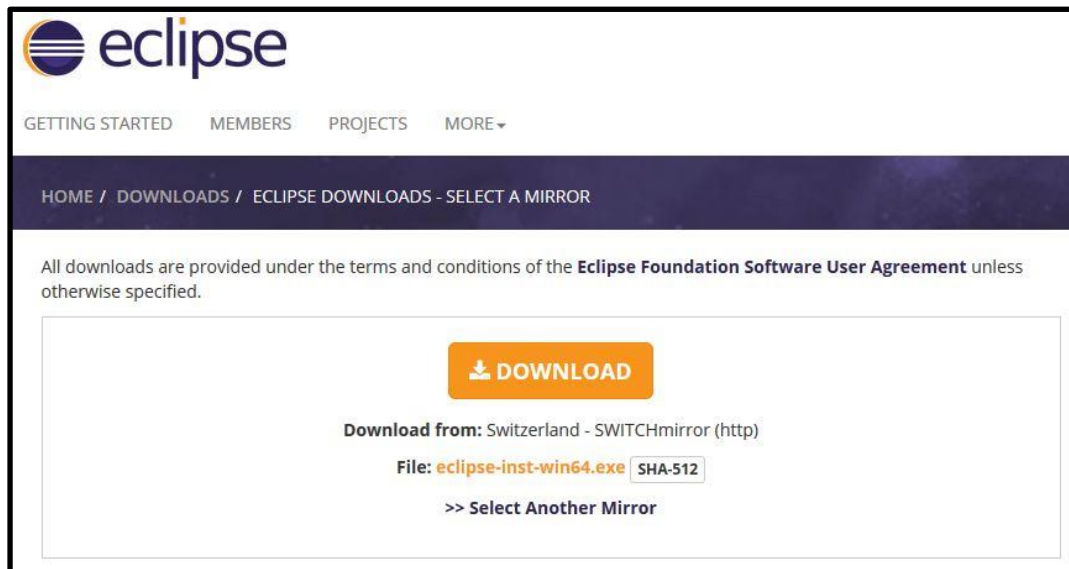 eclipse
GETTING STARTED MEMBERS PROJECTS MORE
HOME / DOWNLOADS / ECLIPSE DOWNLOADS - SELECT A MIRROR
All downloads are provided under the terms and conditions of the Eclipse Foundation Software User Agreement unless
otherwise specified.
DOWNLOAD
Download from: Switzerland - SWITCHmirror (http)
File: eclipse-inst-win64.exe SHA-512
>> Select Another Mirror